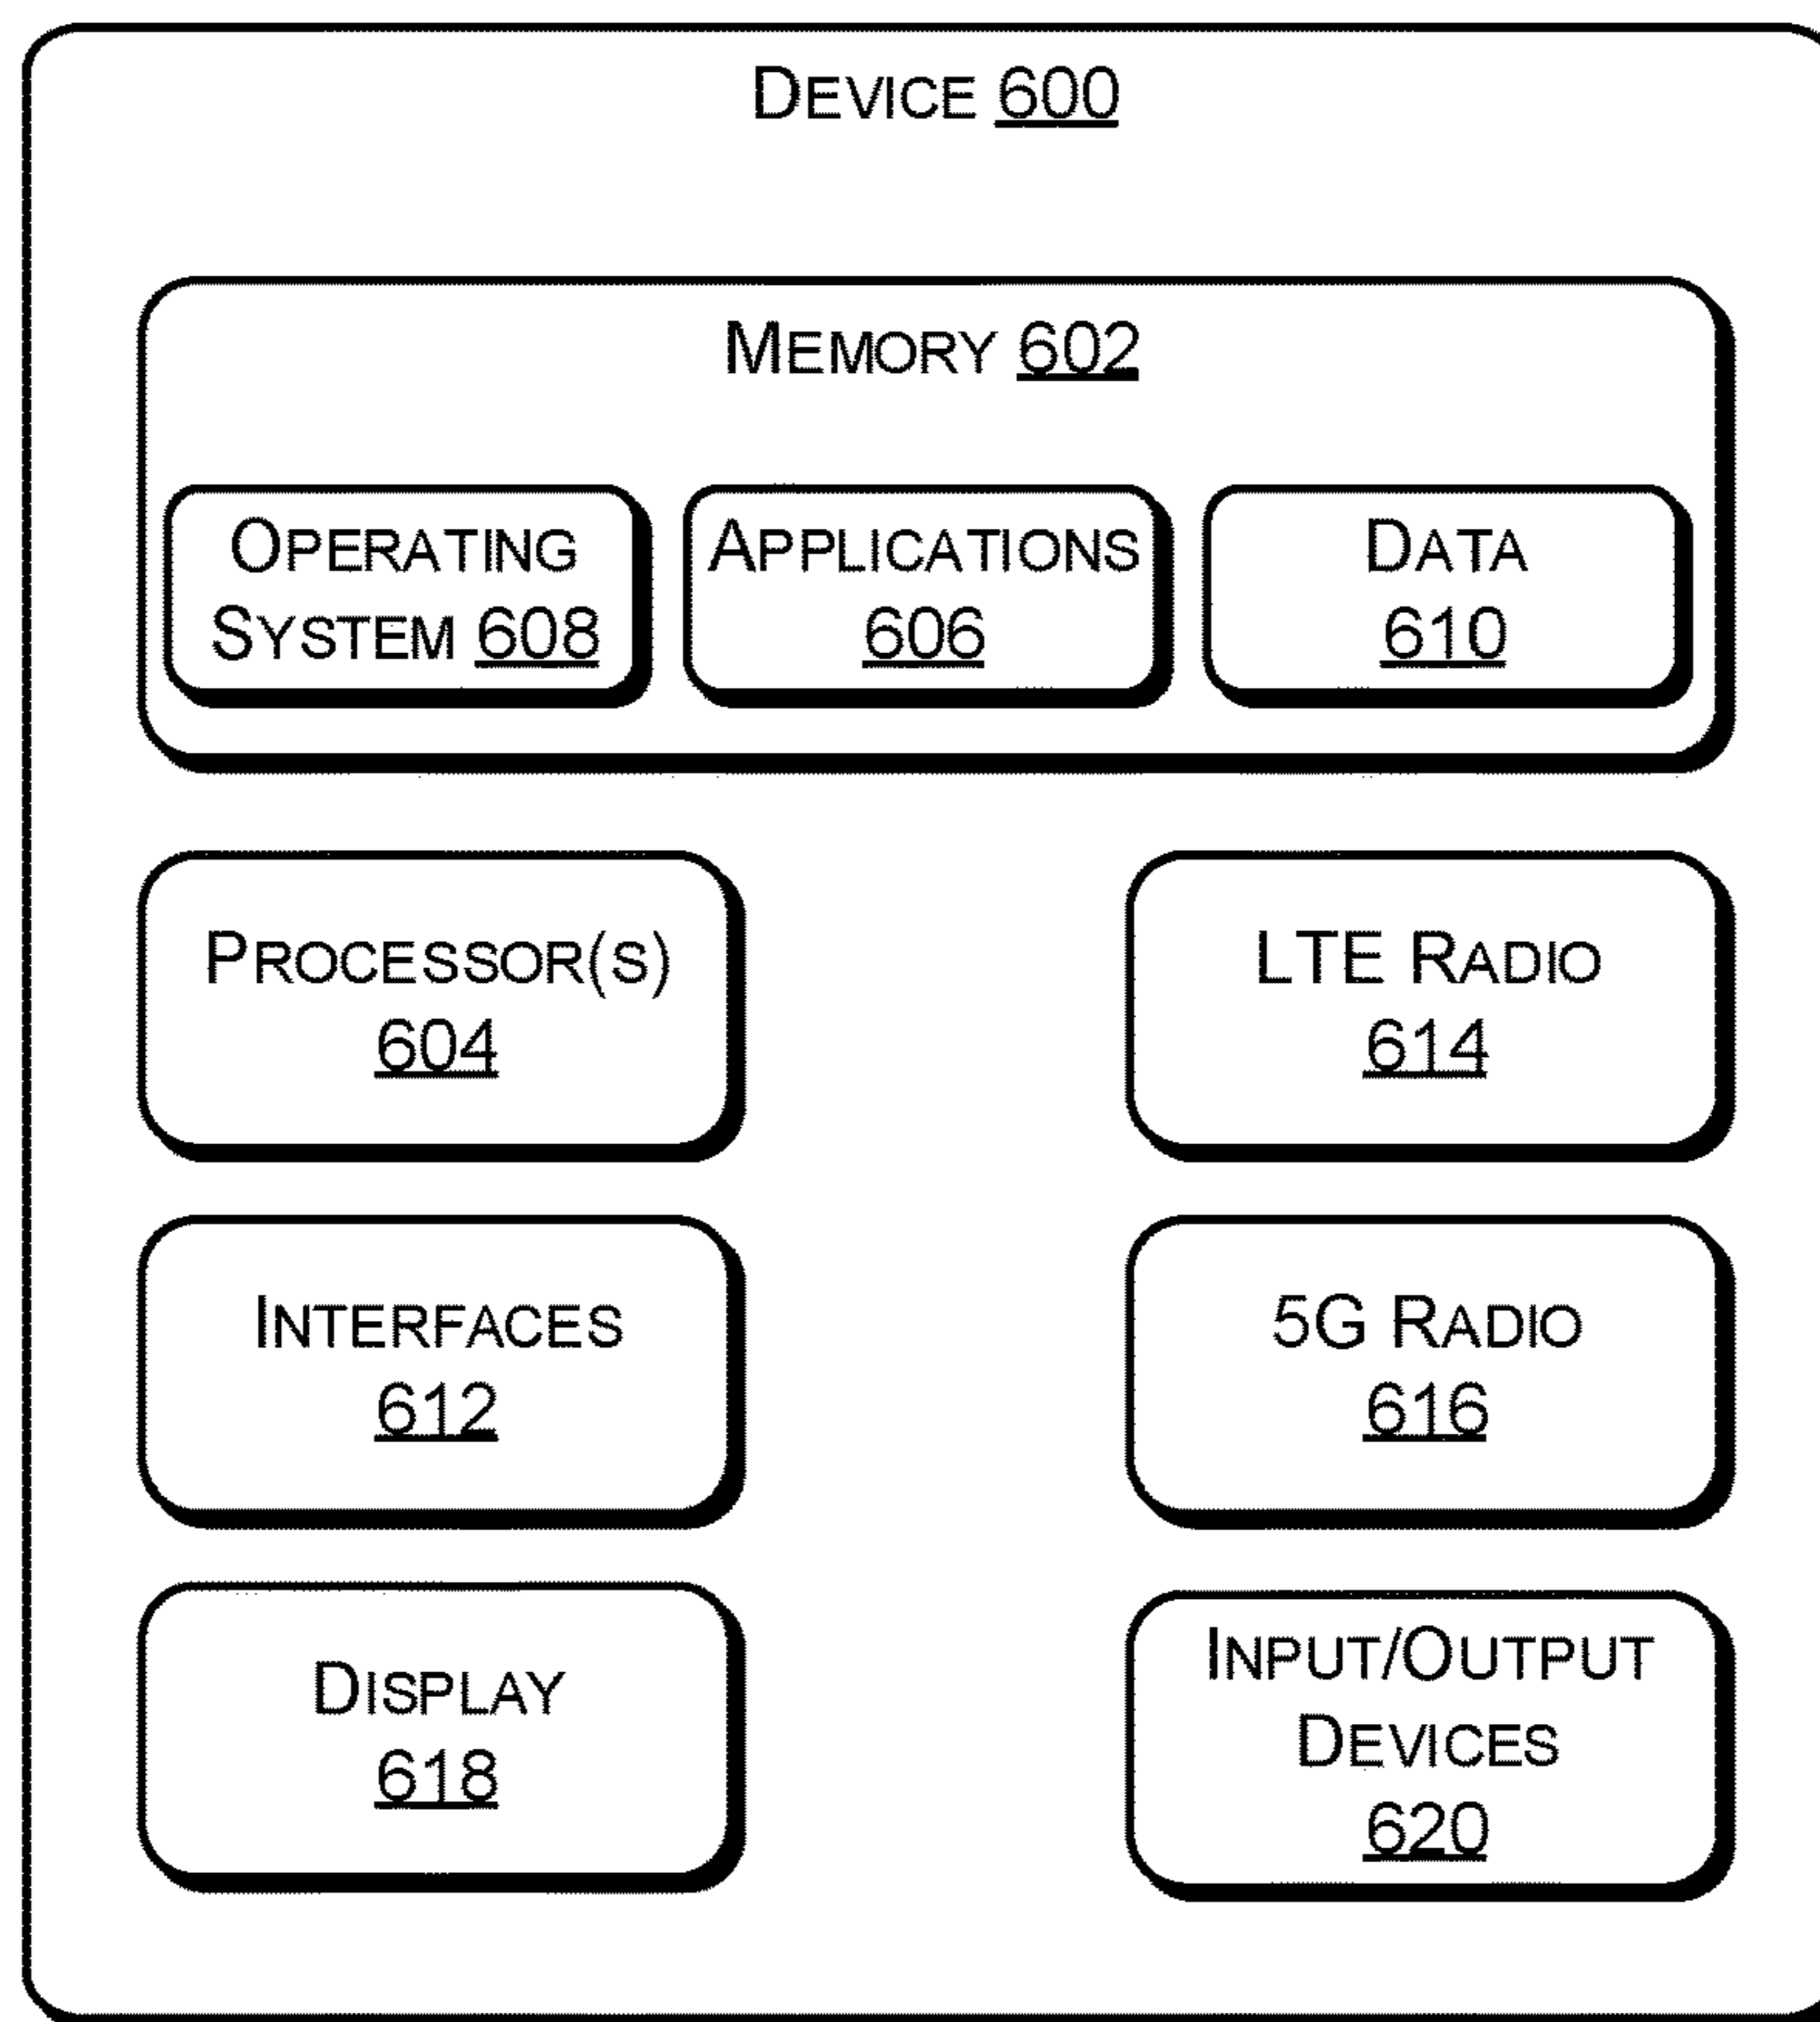 DEVICE 600
MEMORY 602
OPERATING
SYSTEM 608
APPLICATIONS
606
DATA
610
PROCESSOR(S)
604
LTE RADIO
614
INTERFACES
612
5G RADIO
616
DISPLAY
618
INPUT/OUTPUT
DEVICES
620